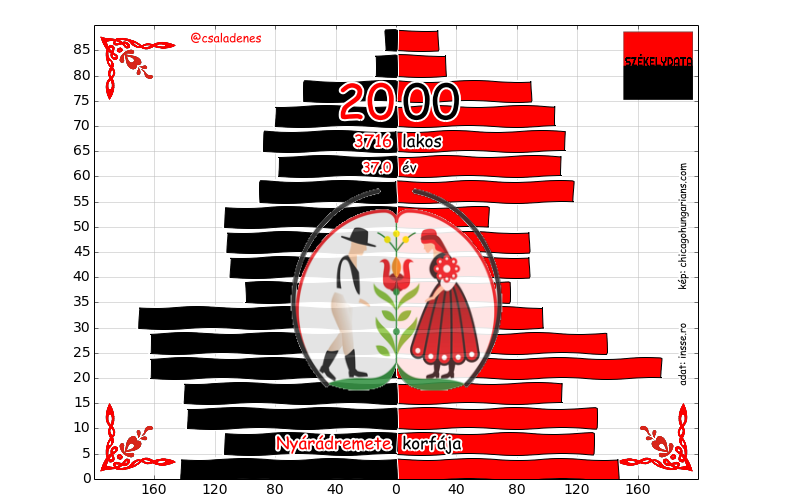 @csaladenes
SZÉKELYDATA
2000
3716 lakos
37.0 év
kép: chicagohungarians.com
adat: insse.ro
Nyárádremete korfája
85
80
75
70
65
60
55
50
45
40
35
30
25
20
15
10
5
0
160 120 80 40 0 40 80 120 160